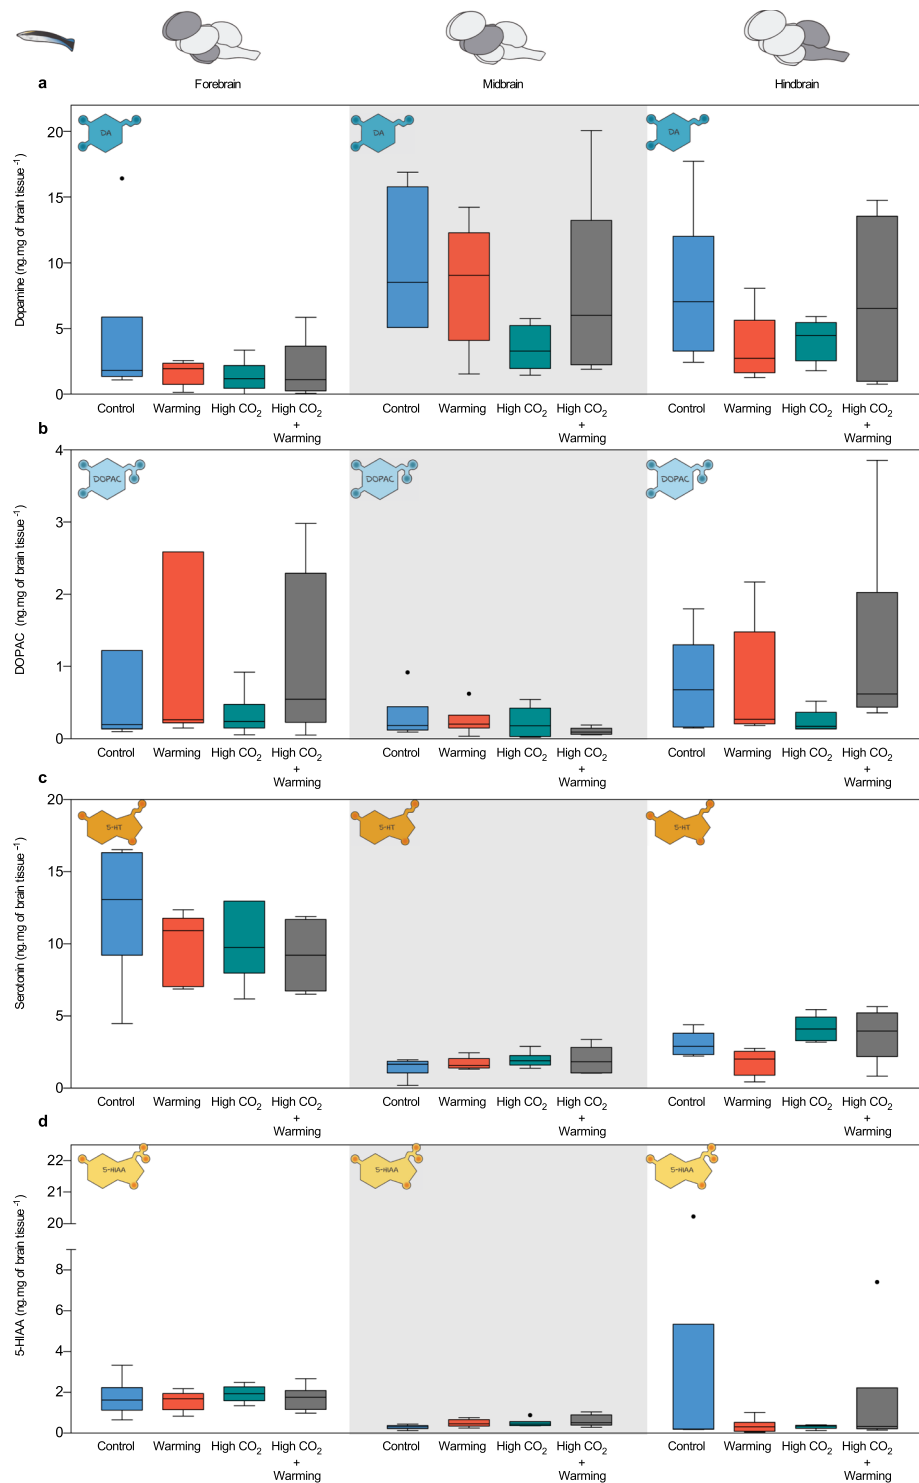 Forebrain Midbrain Hindbrain
a
Dopamine (ng.mg of brain tissue⁻¹)
20
15
10
5
0
DA DA DA
Control Warming High CO₂ High CO₂ Control Warming High CO₂ High CO₂ Control Warming High CO₂ High CO₂
+ + +
Warming Warming Warming
b
DOPAC (ng.mg of brain tissue⁻¹)
4
3
2
1
0
DOPAC DOPAC DOPAC
Control Warming High CO₂ High CO₂ Control Warming High CO₂ High CO₂ Control Warming High CO₂ High CO₂
+ + +
Warming Warming Warming
c
Serotonin (ng.mg of brain tissue⁻¹)
20
15
10
5
0
5-HT 5-HT 5-HT
Control Warming High CO₂ High CO₂ Control Warming High CO₂ High CO₂ Control Warming High CO₂ High CO₂
+ + +
Warming Warming Warming
d
5-HIAA (ng.mg of brain tissue⁻¹)
22
21
20
8
6
4
2
0
5-HIAA 5-HIAA 5-HIAA
Control Warming High CO₂ High CO₂ Control Warming High CO₂ High CO₂ Control Warming High CO₂ High CO₂
+ + +
Warming Warming Warming